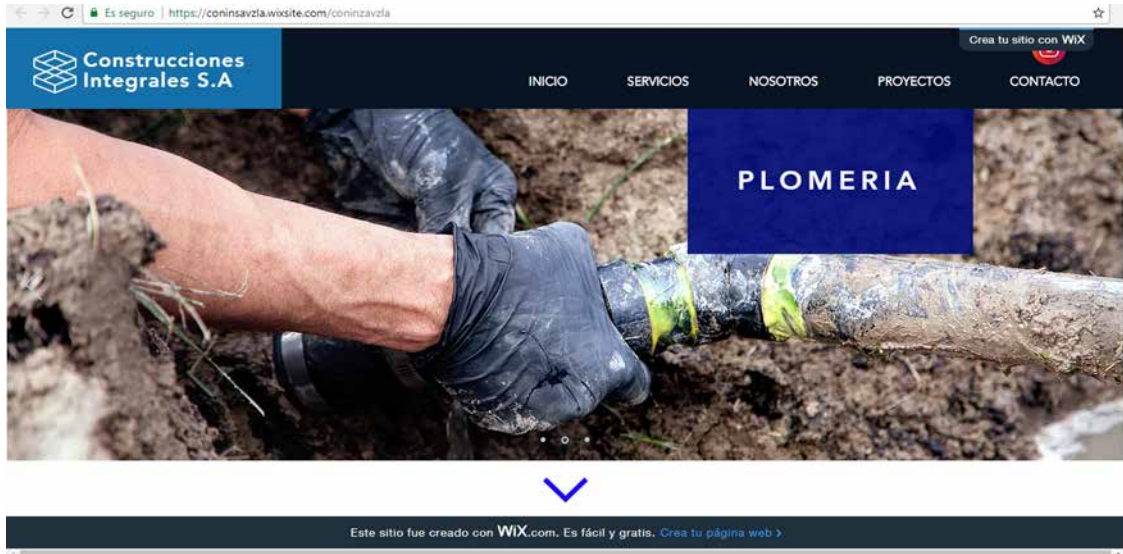 Es seguro | https://coninsavzla.wixsite.com/coninzavzla
Crea tu sitio con WiX
Construcciones
Integrales S.A
INICIO SERVICIOS NOSOTROS PROYECTOS CONTACTO
PLOMERIA
Este sitio fue creado con WiX.com. Es fácil y gratis. Crea tu página web >